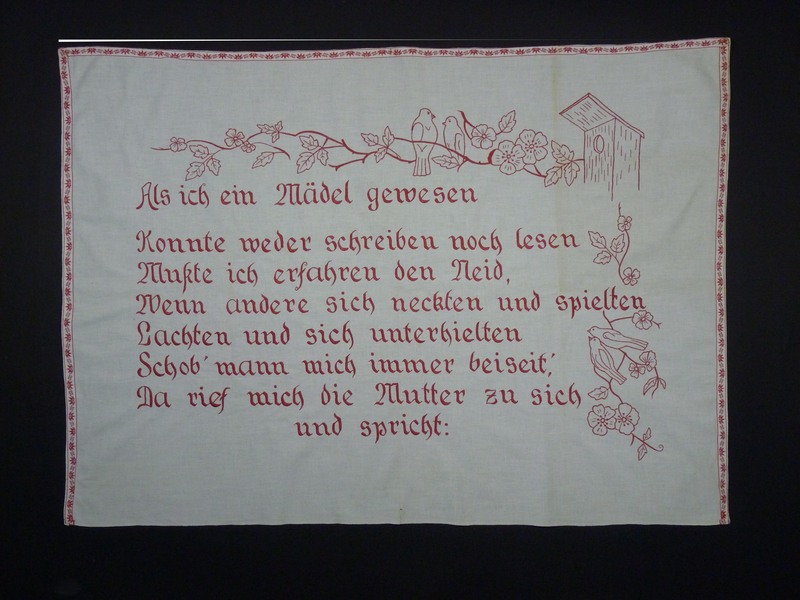 Als ich ein Mädel gewesen
Konnte weder schreiben noch lesen
Mußte ich erfahren den Neid,
Wenn andere sich neckten und spielten
Lachten und sich unterhielten
Schob' mann mich immer beiseit,'
Da rief mich die Mutter zu sich
und spricht: